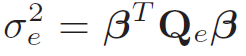 σ_e^2 = β^T Q_e β